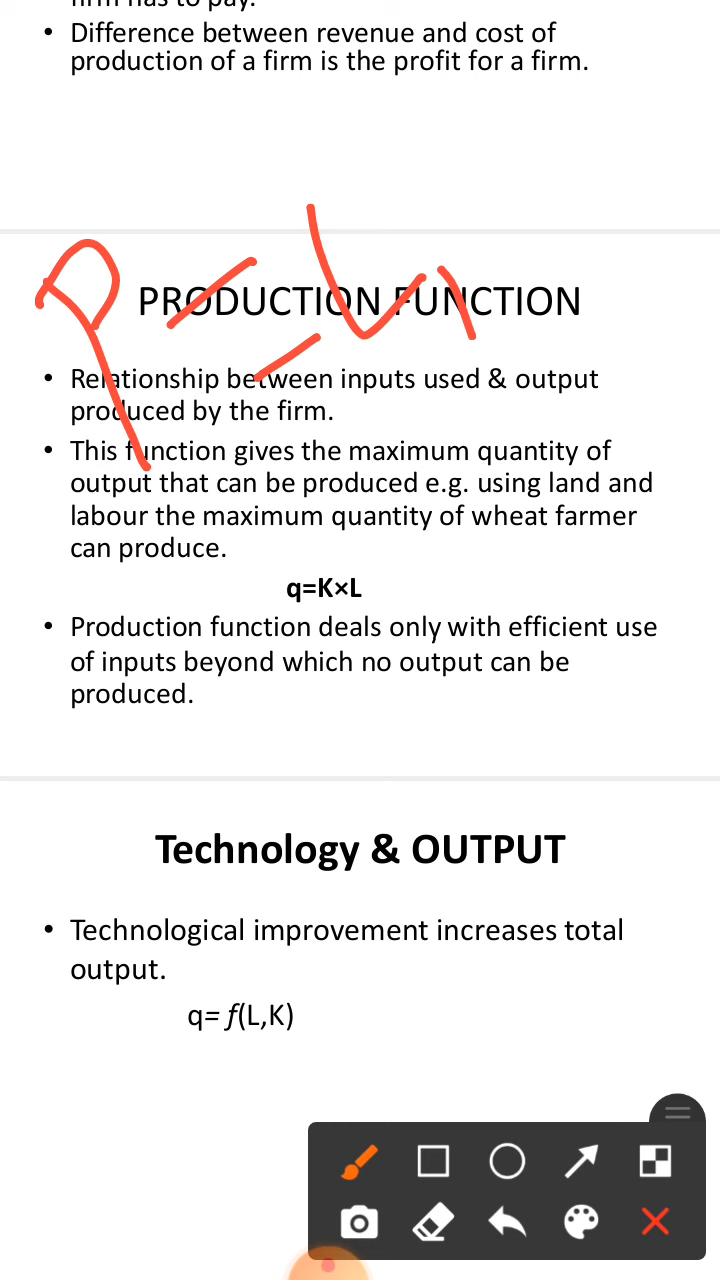 • Difference between revenue and cost of
production of a firm is the profit for a firm.
PRODUCTION FUNCTION
• Relationship between inputs used & output
produced by the firm.
• This function gives the maximum quantity of
output that can be produced e.g. using land and
labour the maximum quantity of wheat farmer
can produce.
q=K×L
• Production function deals only with efficient use
of inputs beyond which no output can be
produced.
Technology & OUTPUT
• Technological improvement increases total
output.
q= f(L,K)